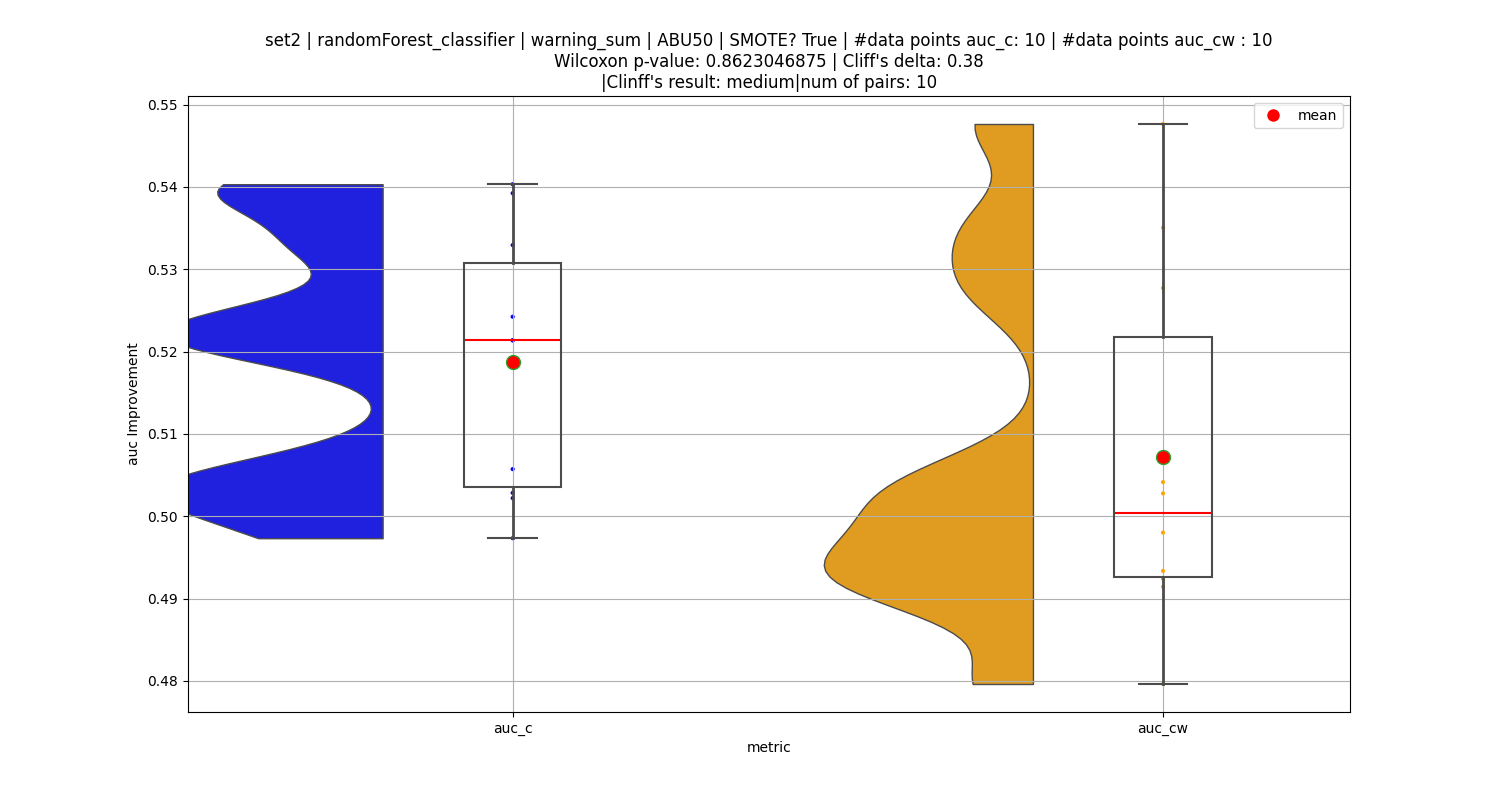 set2 | randomForest_classifier | warning_sum | ABU50 | SMOTE? True | #data points auc_c: 10 | #data points auc_cw : 10
Wilcoxon p-value: 0.8623046875 | Cliff's delta: 0.38
|Clinff's result: medium|num of pairs: 10
mean
0.55
0.54
0.53
0.52
0.51
0.50
0.49
0.48
auc Improvement
auc_c
auc_cw
metric